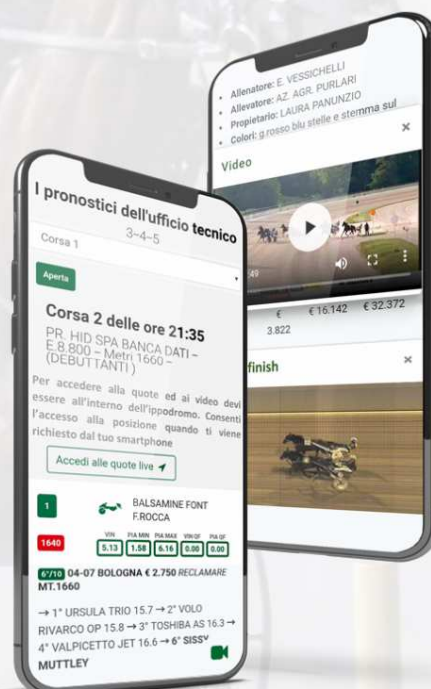 I pronostici dell'ufficio tecnico
3-4-5
Corsa 1
Aperta
Corsa 2 delle ore 21:35
PR. HID SPA BANCA DATI –
E.8.800 – Metri 1660 –
(DEBUTTANTI )
Per accedere alla quote ed ai video devi
essere all'interno dell'ippodromo. Consenti
l'accesso alla posizione quando ti viene
richiesto dal tuo smartphone
Accedi alle quote live
1
BALSAMINE FONT
F.ROCCA
1640
VIN PIA MIN PIA MAX VIN QF PIA QF
5.13 1.58 6.16 0.00 0.00
6°/10 04-07 BOLOGNA € 2.750 RECLAMARE
MT.1660
→ 1° URSULA TRIO 15.7 → 2° VOLO
RIVARCO OP 15.8 → 3° TOSHIBA AS 16.3 →
4° VALPICETTO JET 16.6 → 6° SISSY
MUTTLEY
• Allenatore: E. VESSICHELLI
• Allevatore: AZ. AGR. PURLARI
• Propietario: LAURA PANUNZIO
• Colori: g.rosso blu stelle e stemma sul
Video
×
:49
€
3.822
€ 16.142
€ 32.372
finish
×